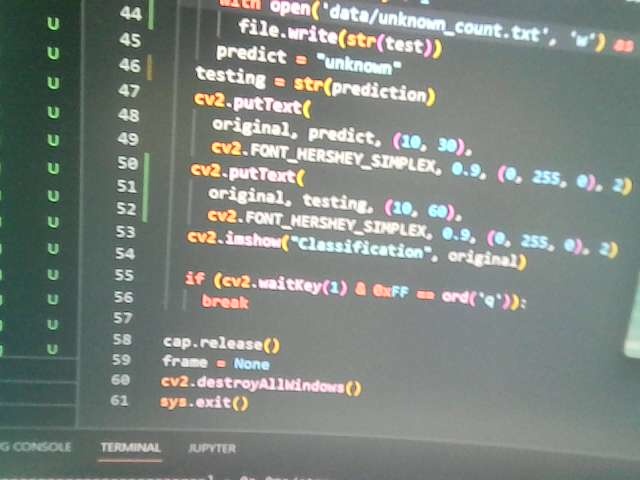 44 with open('data/unknown_count.txt', 'w') as
45 file.write(str(test))
46 predict = "unknown"
47 testing = str(prediction)
48 cv2.putText(
49 original, predict, (10, 30),
50 cv2.FONT_HERSHEY_SIMPLEX, 0.9, (0, 255, 0), 2)
51 cv2.putText(
52 original, testing, (10, 60),
53 cv2.FONT_HERSHEY_SIMPLEX, 0.9, (0, 255, 0), 2)
54 cv2.imshow("Classification", original)
55
56 if (cv2.waitKey(1) & 0xFF == ord('q')):
57 break
58 cap.release()
59 frame = None
60 cv2.destroyAllWindows()
61 sys.exit()
U
U
U
U
U
U
U
U
U
U
U
U
G CONSOLE TERMINAL JUPYTER